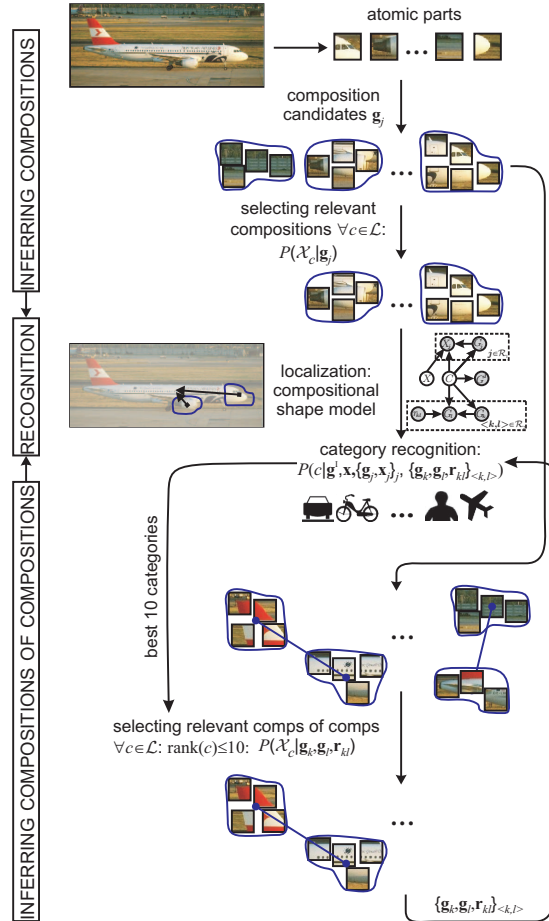 INFERRING COMPOSITIONS
RECOGNITION
INFERRING COMPOSITIONS OF COMPOSITIONS
atomic parts
...
composition
candidates g_j
...
selecting relevant
compositions ∀c∈ℒ:
P(𝒳_c|g_j)
...
localization:
compositional
shape model
X
C
j∈ℛ
<k,l>∈ℛ
category recognition:
P(c|g^I,x,{g_j,x_j}_j, {g_k,g_l,r_kl}_<k,l>)
...
best 10 categories
...
selecting relevant comps of comps
∀c∈ℒ: rank(c)≤10: P(𝒳_c|g_k,g_l,r_kl)
...
{g_k,g_l,r_kl}_<k,l>